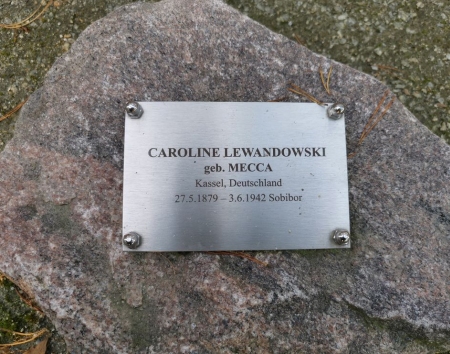 CAROLINE LEWANDOWSKI
geb. MECCA
Kassel, Deutschland
27.5.1879 – 3.6.1942 Sobibor